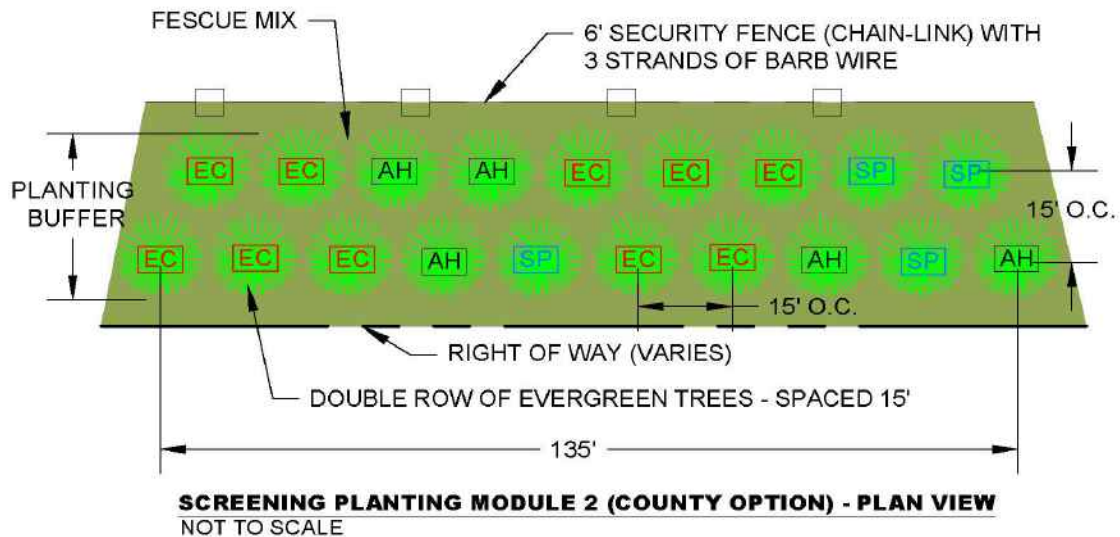 FESCUE MIX
6' SECURITY FENCE (CHAIN-LINK) WITH
3 STRANDS OF BARB WIRE
EC EC AH AH EC EC EC SP SP
PLANTING
BUFFER
15' O.C.
EC EC EC AH SP EC EC AH SP AH
15' O.C.
RIGHT OF WAY (VARIES)
DOUBLE ROW OF EVERGREEN TREES - SPACED 15'
135'
SCREENING PLANTING MODULE 2 (COUNTY OPTION) - PLAN VIEW
NOT TO SCALE